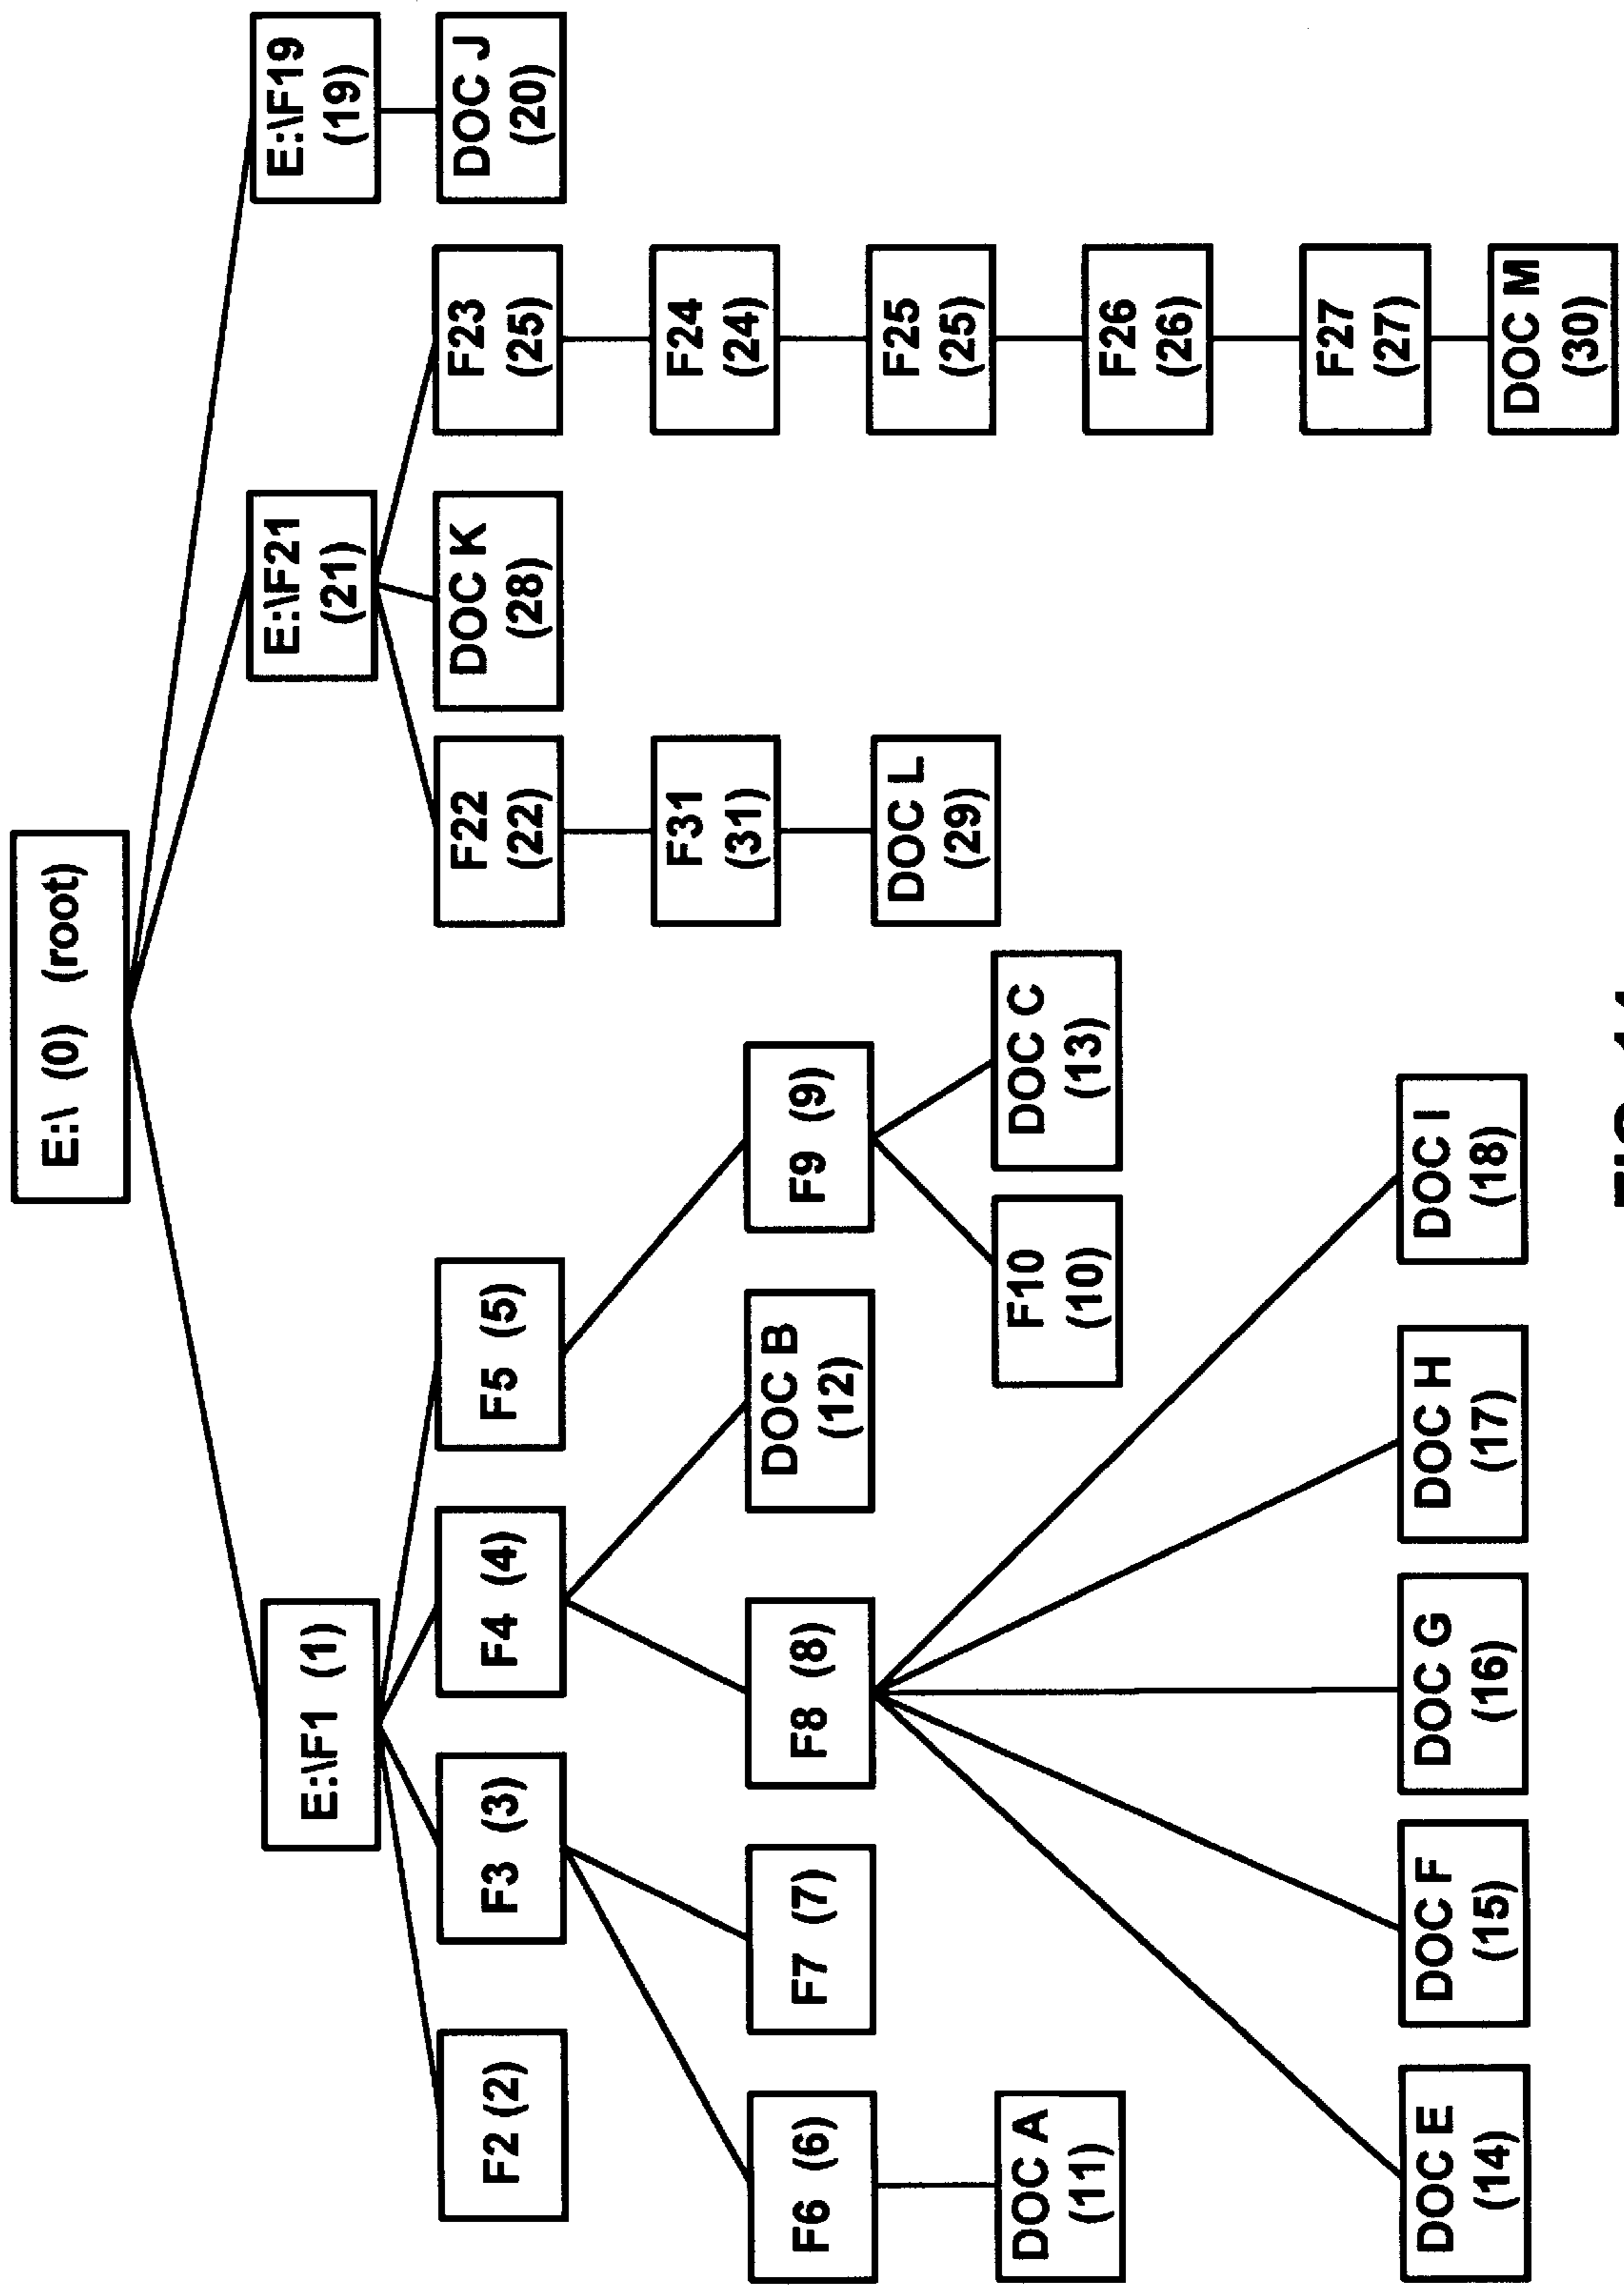 E:\ (0) (root)
E:\F1 (1)
E:\F21
(21)
E:\F19
(19)
F2 (2)
F3 (3)
F4 (4)
F5 (5)
F22
(22)
DOC K
(28)
F23
(25)
DOC J
(20)
F31
(31)
F24
(24)
F6 (6)
F7 (7)
F8 (8)
DOC B
(12)
F9 (9)
DOC L
(29)
F25
(25)
DOC A
(11)
F10
(10)
DOC C
(13)
F26
(26)
F27
(27)
DOC E
(14)
DOC F
(15)
DOC G
(16)
DOC H
(17)
DOC I
(18)
DOC M
(30)